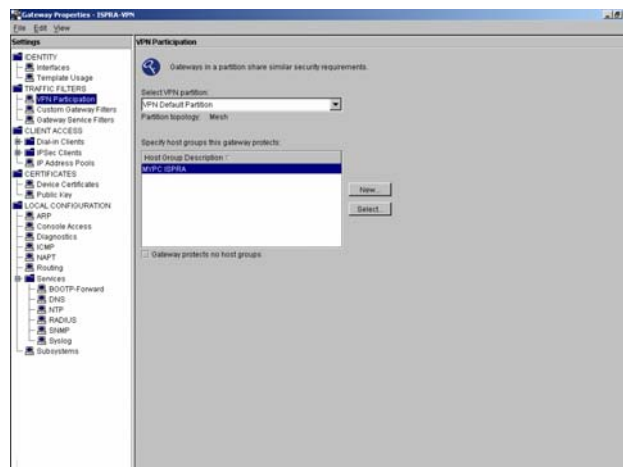 Gateway Properties - ISPRA-VPN
File Edit View
Settings
IDENTITY
Interfaces
Template Usage
TRAFFIC FILTERS
VPN Participation
Custom Gateway Filters
Gateway Service Filters
CLIENT ACCESS
Dial-in Clients
IPSec Clients
IP Address Pools
CERTIFICATES
Device Certificates
Public Key
LOCAL CONFIGURATION
ARP
Console Access
Diagnostics
ICMP
NAPT
Routing
Services
BOOTP-Forward
DNS
NTP
RADIUS
SNMP
Syslog
Subsystems
VPN Participation
Gateways in a partition share similar security requirements.
Select VPN partition:
VPN Default Partition
Partition topology: Mesh
Specify host groups this gateway protects:
Host Group Description
MYPC ISPRA
New...
Select...
Gateway protects no host groups